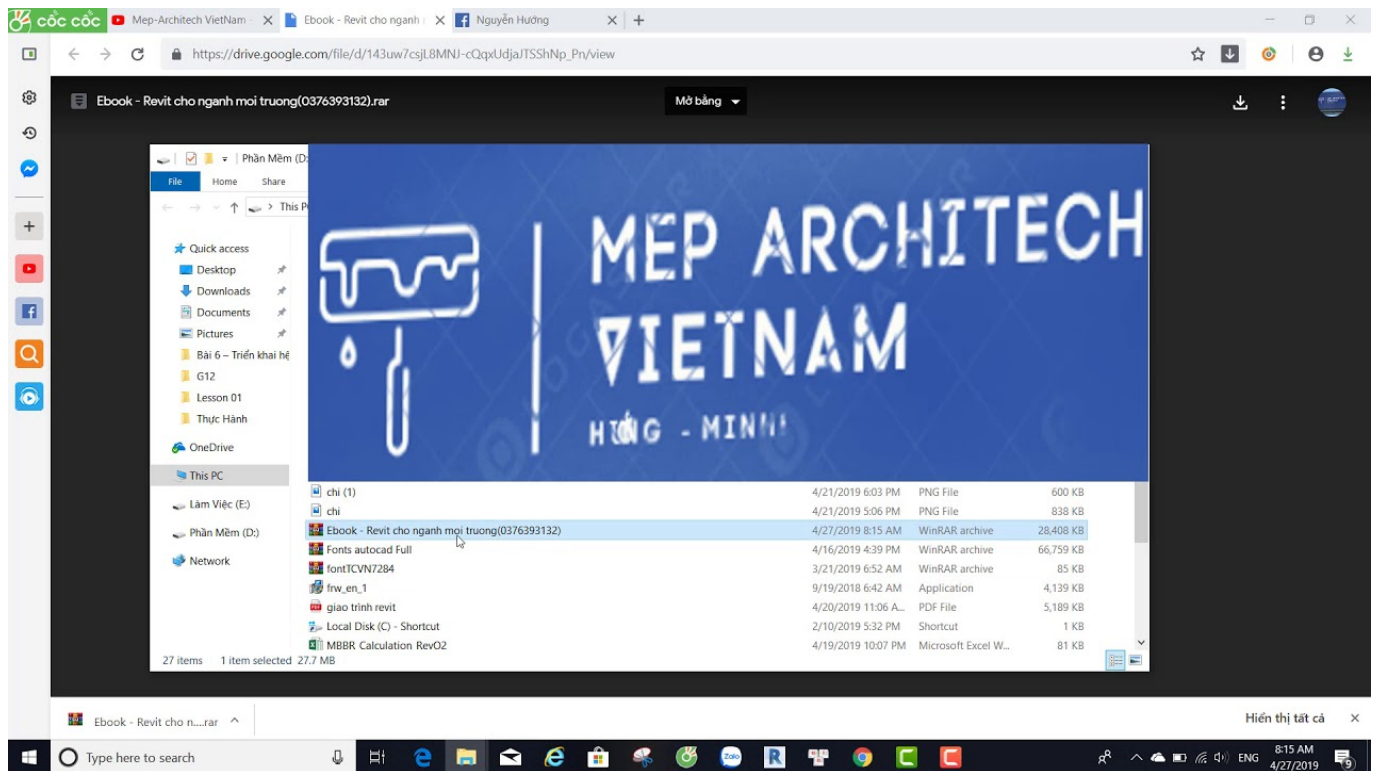 cốc cốc
Mep-Architech VietNam
Ebook - Revit cho nganh
Nguyễn Hướng
https://drive.google.com/file/d/143uw7csjL8MNJ-cQqxUdjaJTSShNp_Pn/view
Ebook - Revit cho nganh moi truong(0376393132).rar
Mở bằng
Phần Mềm (D:
File Home Share
This P
MEP ARCHITECH
VIETNAM
Quick access
Desktop
Downloads
Documents
Pictures
Bài 6 – Triển khai hệ
G12
Lesson 01
Thực Hành
OneDrive
This PC
Làm Việc (E:)
Phần Mềm (D:)
Network
chi (1) 4/21/2019 6:03 PM PNG File 600 KB
chi 4/21/2019 5:06 PM PNG File 838 KB
Ebook - Revit cho nganh moi truong(0376393132) 4/27/2019 8:15 AM WinRAR archive 28,408 KB
Fonts autocad Full 4/16/2019 4:39 PM WinRAR archive 66,759 KB
fontTCVN7284 3/21/2019 6:52 AM WinRAR archive 85 KB
frw_en_1 9/19/2018 6:42 AM Application 4,139 KB
giao trình revit 4/20/2019 11:06 A... PDF File 5,189 KB
Local Disk (C) - Shortcut 2/10/2019 5:32 PM Shortcut 1 KB
MBBR Calculation RevO2 4/19/2019 10:07 PM Microsoft Excel W... 81 KB
27 items 1 item selected 27.7 MB
Ebook - Revit cho n....rar
Hiển thị tất cả
Type here to search
Zalo
ENG
8:15 AM
4/27/2019
9